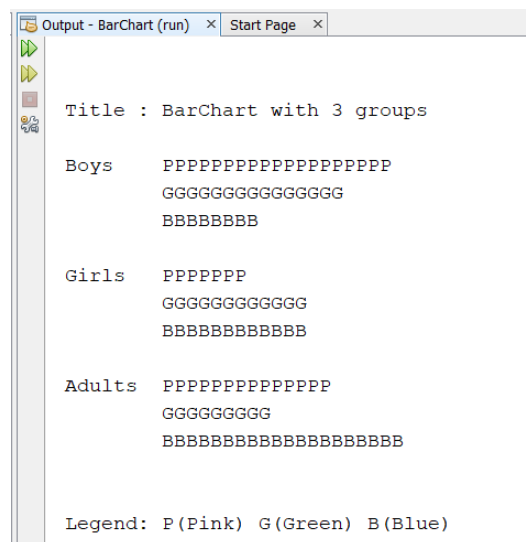 Output - BarChart (run) × Start Page ×
Title : BarChart with 3 groups
Boys PPPPPPPPPPPPPPPPPPP
GGGGGGGGGGGGGGG
BBBBBBBB
Girls PPPPPPP
GGGGGGGGGGGG
BBBBBBBBBBBB
Adults PPPPPPPPPPPPPP
GGGGGGGGG
BBBBBBBBBBBBBBBBBBBB
Legend: P(Pink) G(Green) B(Blue)